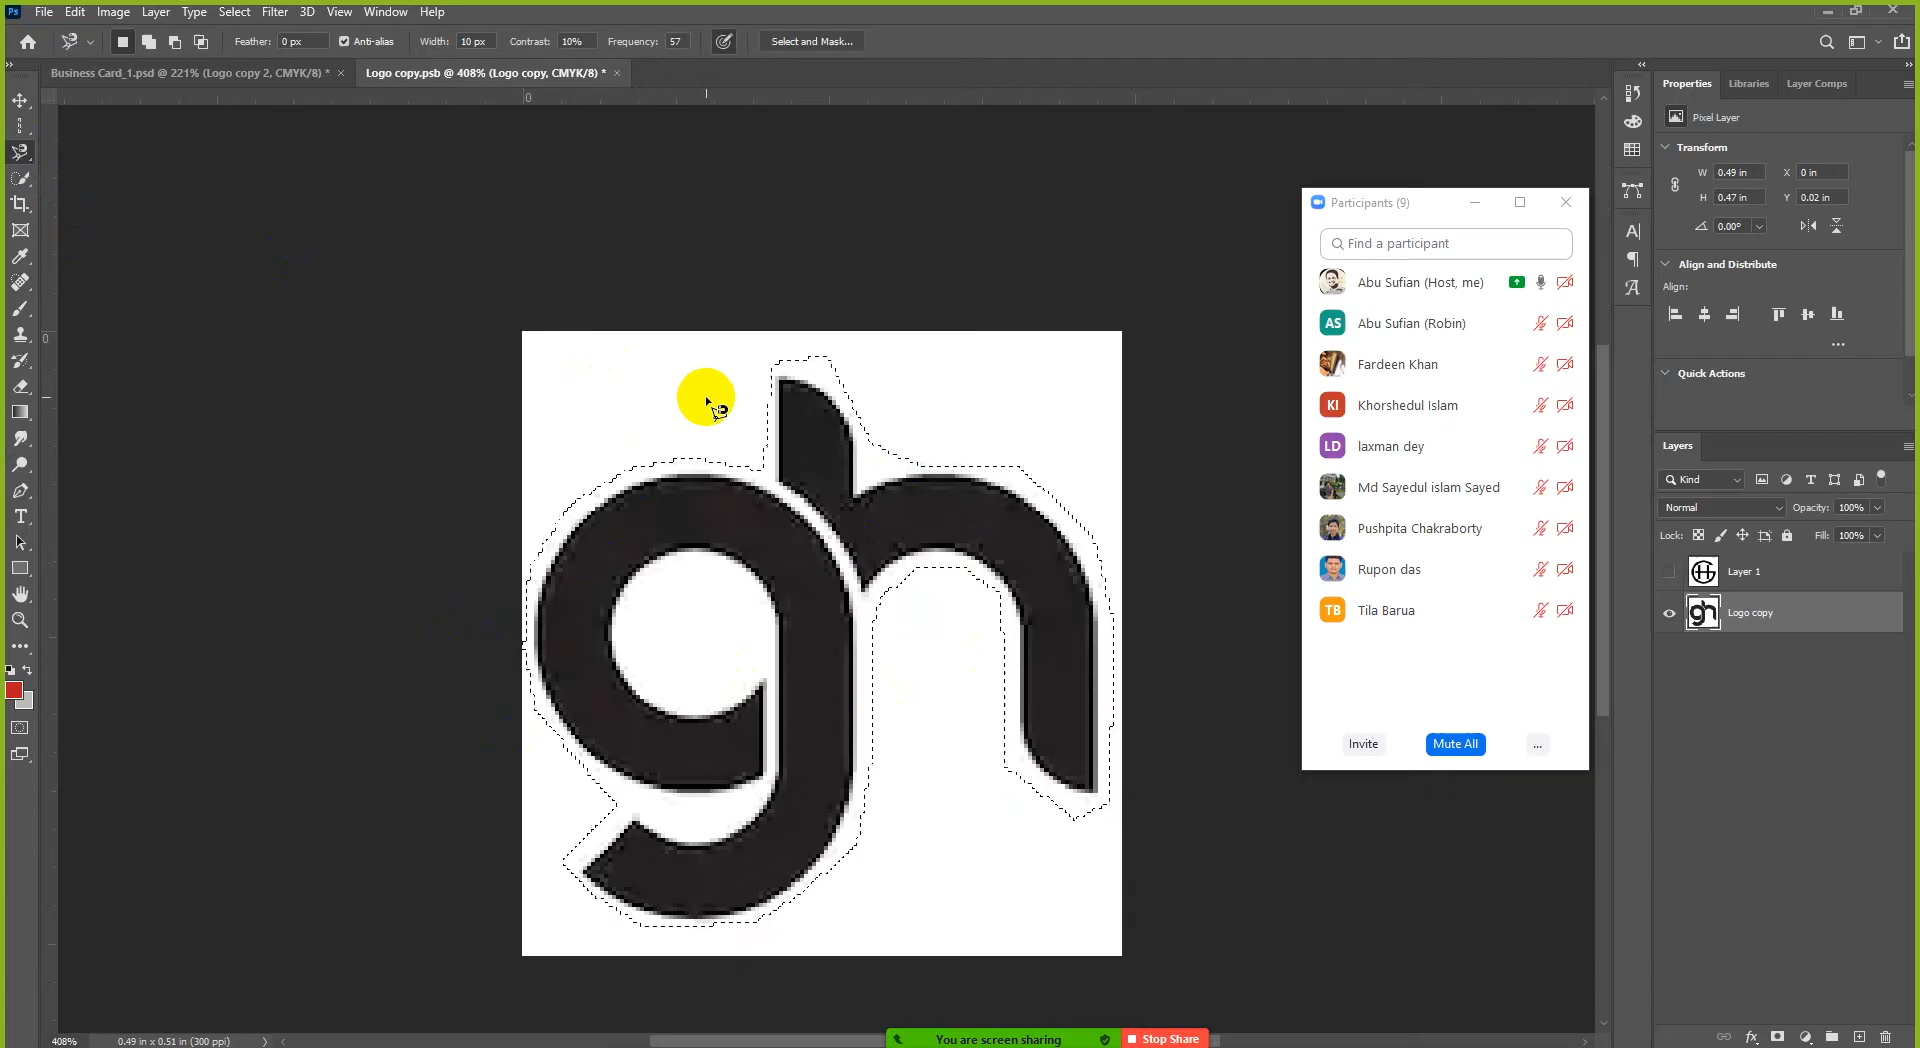 Ps File Edit Image Layer Type Select Filter 3D View Window Help
Feather: 0 px Anti-alias Width: 10 px Contrast: 10% Frequency: 57 Select and Mask...
Business Card_1.psd @ 221% (Logo copy 2, CMYK/8) * × Logo copy.psb @ 408% (Logo copy, CMYK/8) * ×
0
0
gh
Participants (9)
Find a participant
Abu Sufian (Host, me)
AS Abu Sufian (Robin)
Fardeen Khan
KI Khorshedul Islam
LD laxman dey
Md Sayedul islam Sayed
Pushpita Chakraborty
Rupon das
TB Tila Barua
Invite Mute All ...
Properties Libraries Layer Comps
Pixel Layer
Transform
W 0.49 in X 0 in
H 0.47 in Y 0.02 in
0.00°
Align and Distribute
Align:
...
Quick Actions
Layers
Kind
Normal Opacity: 100%
Lock: Fill: 100%
Layer 1
gh Logo copy
fx
408% 0.49 in x 0.51 in (300 ppi)
You are screen sharing Stop Share